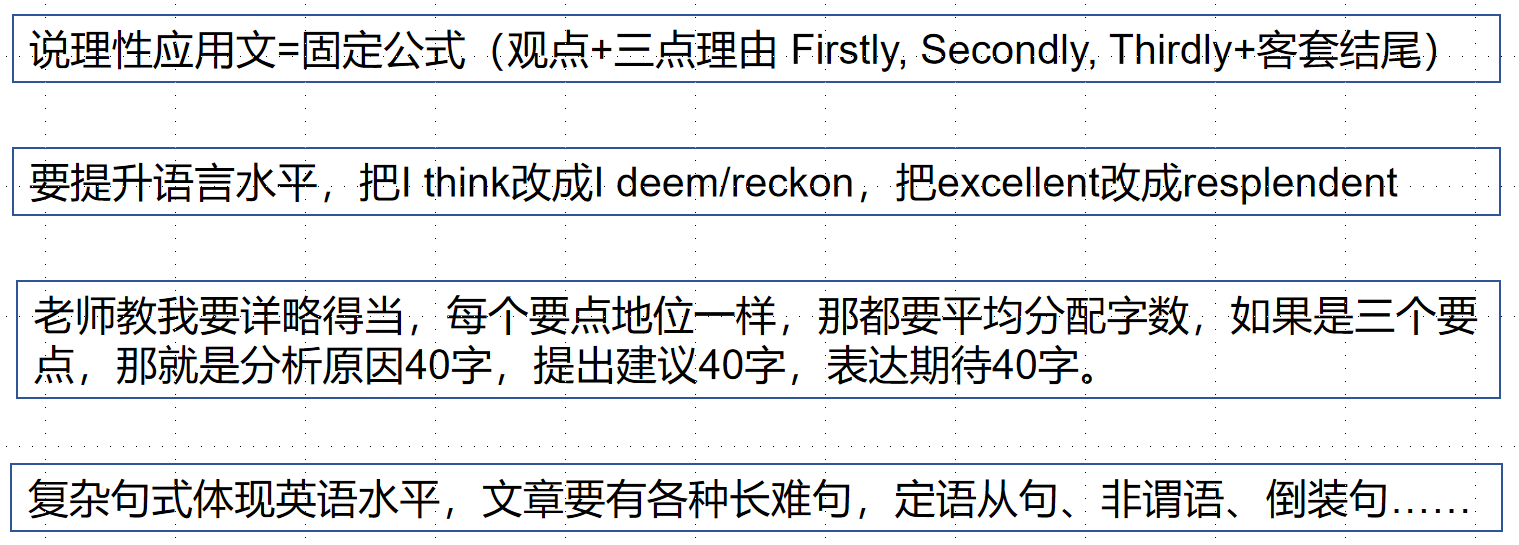 说理性应用文=固定公式（观点+三点理由 Firstly, Secondly, Thirdly+客套结尾）
要提升语言水平，把I think改成I deem/reckon，把excellent改成resplendent
老师教我要详略得当，每个要点地位一样，那都要平均分配字数，如果是三个要
点，那就是分析原因40字，提出建议40字，表达期待40字。
复杂句式体现英语水平，文章要有各种长难句，定语从句、非谓语、倒装句……